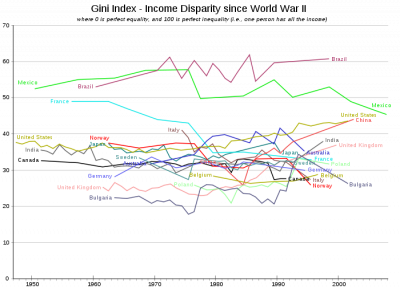 Gini Index - Income Disparity since World War II
where 0 is perfect equality, and 100 is perfect inequality (i.e., one person has all the income)
70
60
50
40
30
20
10
0
Mexico
Brazil
Brazil
Mexico
France
United States
China
United States
Italy
Norway
Japan
India
Canada
Sweden
Germany
United Kingdom
Bulgaria
Belgium
India
United Kingdom
Australia
Japan
Sweden
France
Poland
Germany
Belgium
Canada
Italy
Norway
Bulgaria
1950
1960
1970
1980
1990
2000